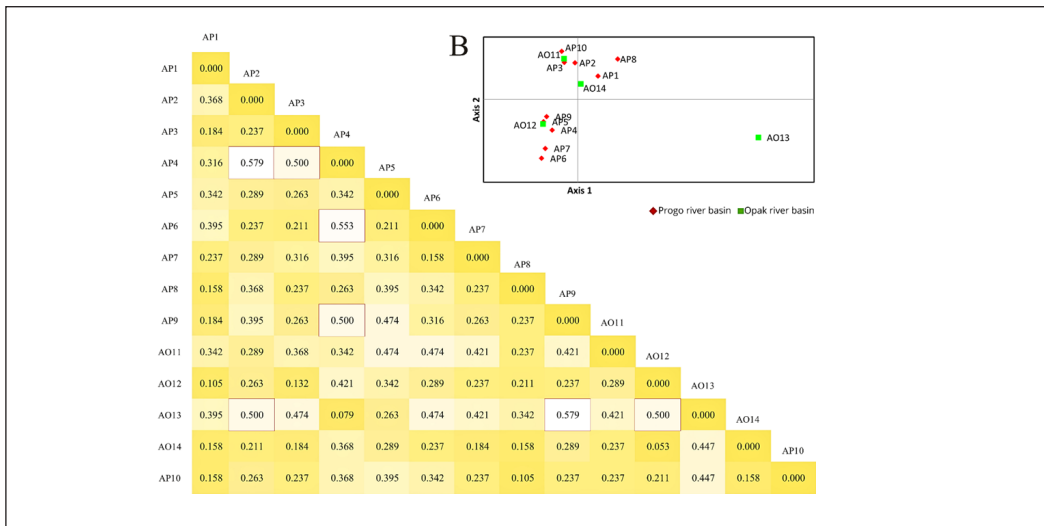 B
AP1
AP1 0.000 AP2
AP2 0.368 0.000 AP3
AP3 0.184 0.237 0.000 AP4
AP4 0.316 0.579 0.500 0.000 AP5
AP5 0.342 0.289 0.263 0.342 0.000 AP6
AP6 0.395 0.237 0.211 0.553 0.211 0.000 AP7
AP7 0.237 0.289 0.316 0.395 0.316 0.158 0.000 AP8
AP8 0.158 0.368 0.237 0.263 0.395 0.342 0.237 0.000 AP9
AP9 0.184 0.395 0.263 0.500 0.474 0.316 0.263 0.237 0.000 AO11
AO11 0.342 0.289 0.368 0.342 0.474 0.474 0.421 0.237 0.421 0.000 AO12
AO12 0.105 0.263 0.132 0.421 0.342 0.289 0.237 0.211 0.237 0.289 0.000 AO13
AO13 0.395 0.500 0.474 0.079 0.263 0.474 0.421 0.342 0.579 0.421 0.500 0.000 AO14
AO14 0.158 0.211 0.184 0.368 0.289 0.237 0.184 0.158 0.289 0.237 0.053 0.447 0.000 AP10
AP10 0.158 0.263 0.237 0.368 0.395 0.342 0.237 0.105 0.237 0.237 0.211 0.447 0.158 0.000
AP10
AO11
AP3 AP2 AP8
AP1
AO14
Axis 2
AP9
AO12 AP5
AP4
AO13
AP7
AP6
Axis 1
Progo river basin Opak river basin